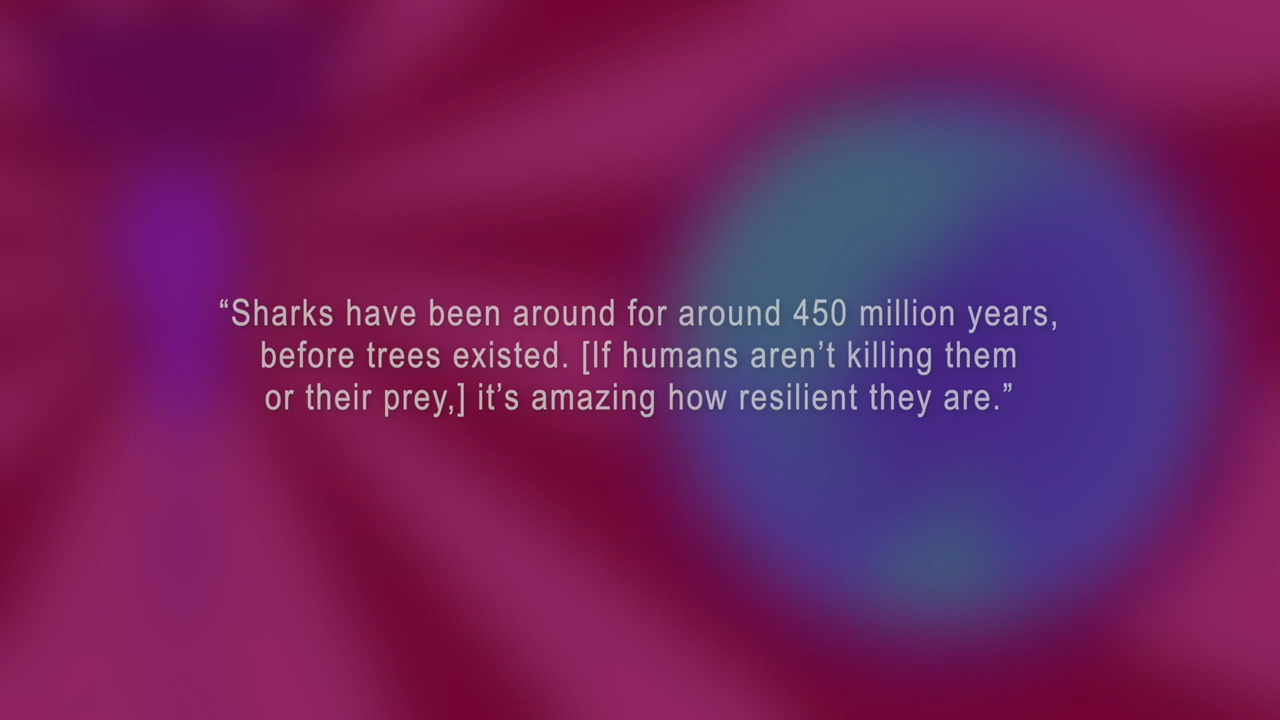 “Sharks have been around for around 450 million years,
before trees existed. [If humans aren’t killing them
or their prey,] it’s amazing how resilient they are.”